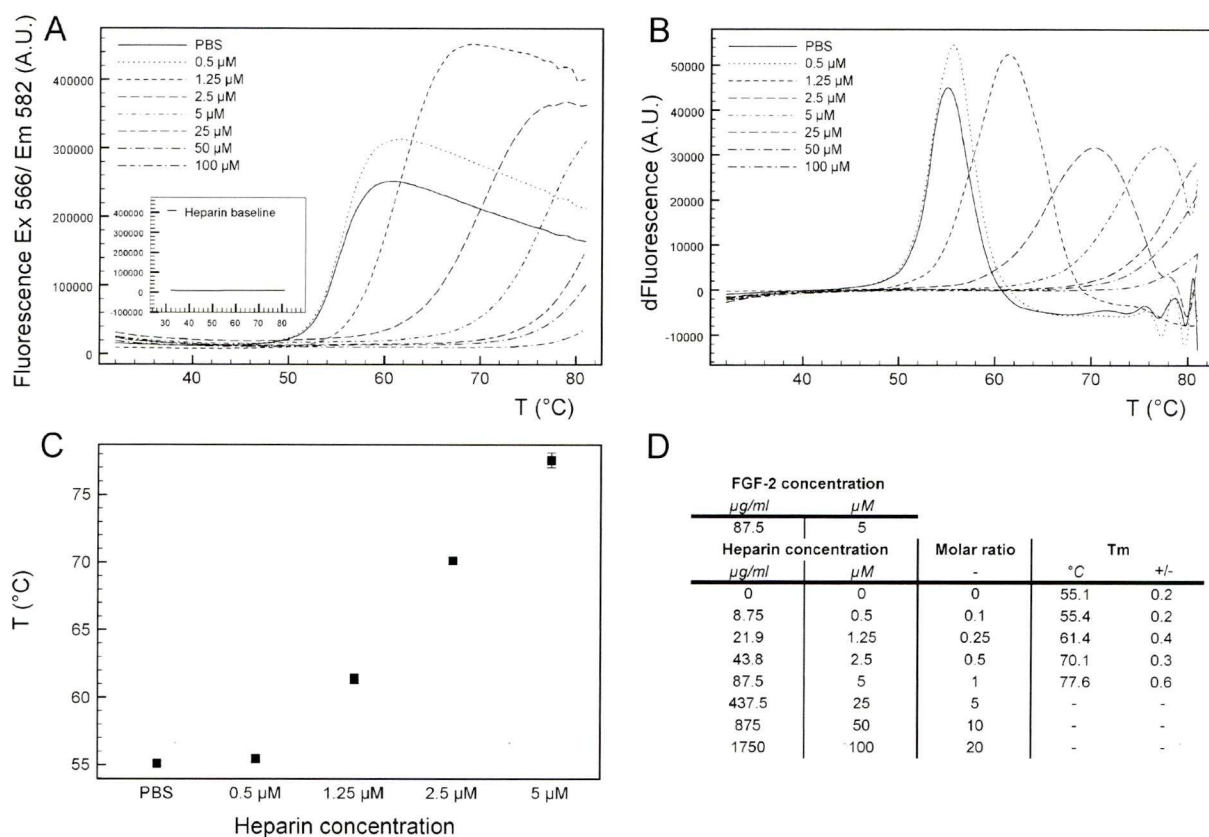 A
Fluorescence Ex 566/ Em 582 (A.U.)
400000
300000
200000
100000
0
PBS
0.5 µM
1.25 µM
2.5 µM
5 µM
25 µM
50 µM
100 µM
400000
300000
200000
100000
0
-100000
Heparin baseline
30 40 50 60 70 80
40 50 60 70 80
T (°C)
B
dFluorescence (A.U.)
50000
40000
30000
20000
10000
0
-10000
PBS
0.5 µM
1.25 µM
2.5 µM
5 µM
25 µM
50 µM
100 µM
40 50 60 70 80
T (°C)
C
T (°C)
75
70
65
60
55
PBS 0.5 µM 1.25 µM 2.5 µM 5 µM
Heparin concentration
D
FGF-2 concentration
µg/ml µM
87.5 5
Heparin concentration Molar ratio Tm
µg/ml µM - °C +/-
0 0 0 55.1 0.2
8.75 0.5 0.1 55.4 0.2
21.9 1.25 0.25 61.4 0.4
43.8 2.5 0.5 70.1 0.3
87.5 5 1 77.6 0.6
437.5 25 5 - -
875 50 10 - -
1750 100 20 - -